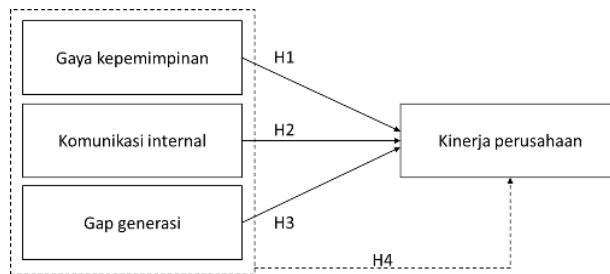 Gaya kepemimpinan
H1
Komunikasi internal
H2
Kinerja perusahaan
Gap generasi
H3
H4